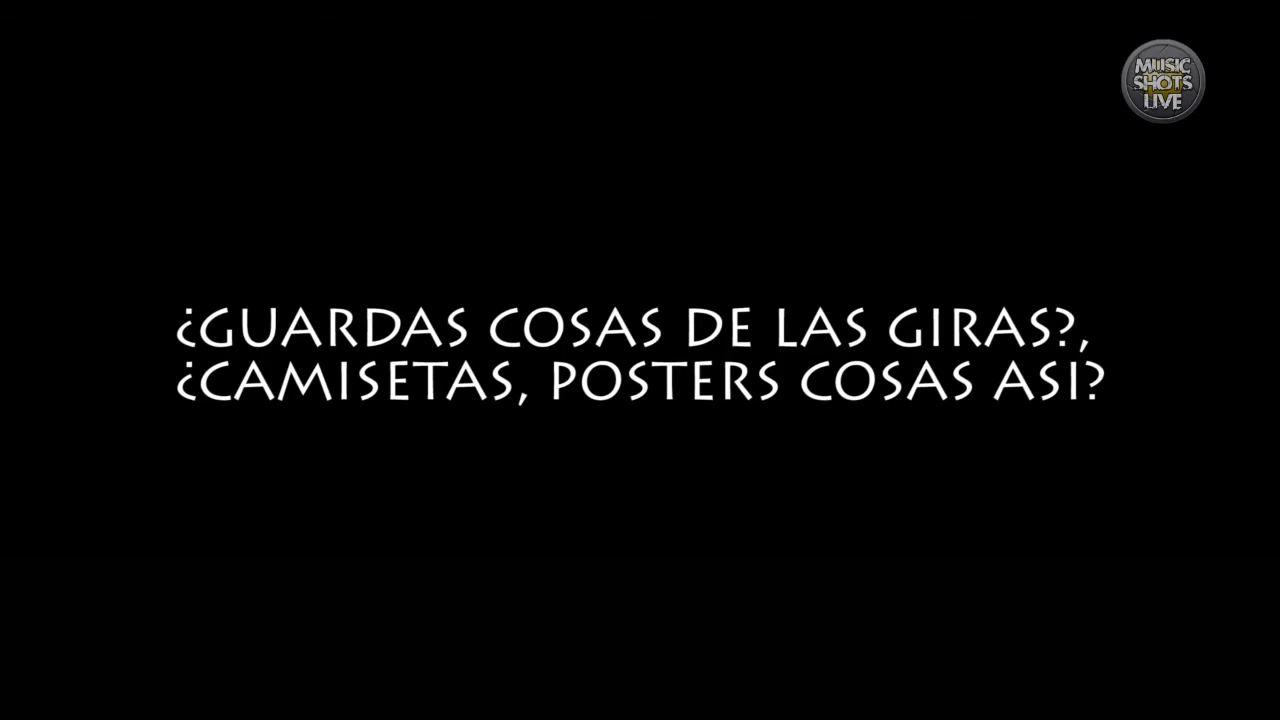 MUSIC
SHOTS
LIVE
¿GUARDAS COSAS DE LAS GIRAS?,
¿CAMISETAS, POSTERS COSAS ASI?